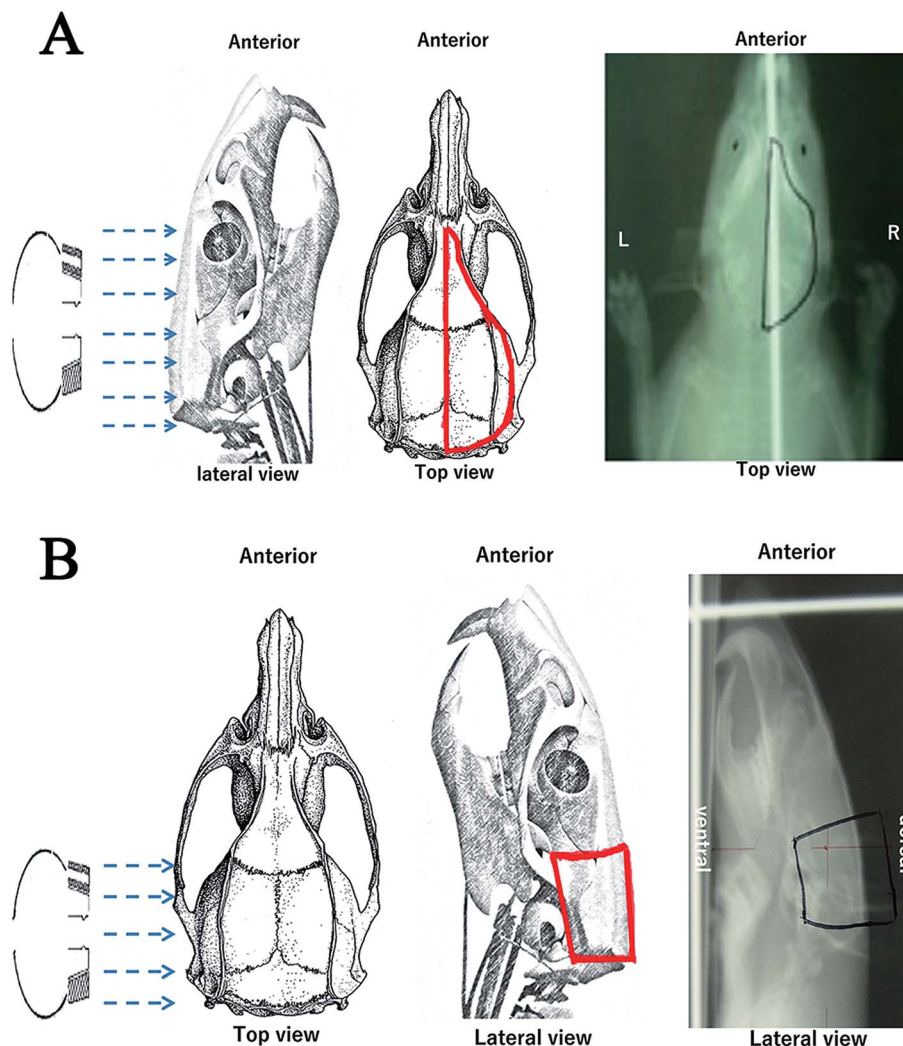 A
Anterior
Anterior
Anterior
L
R
lateral view
Top view
Top view
B
Anterior
Anterior
Anterior
ventral
Top view
Lateral view
Lateral view